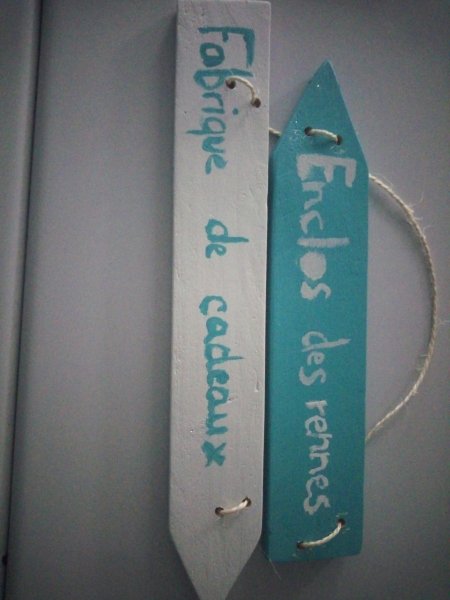 Enclos des rennes
Fabrique de cadeaux